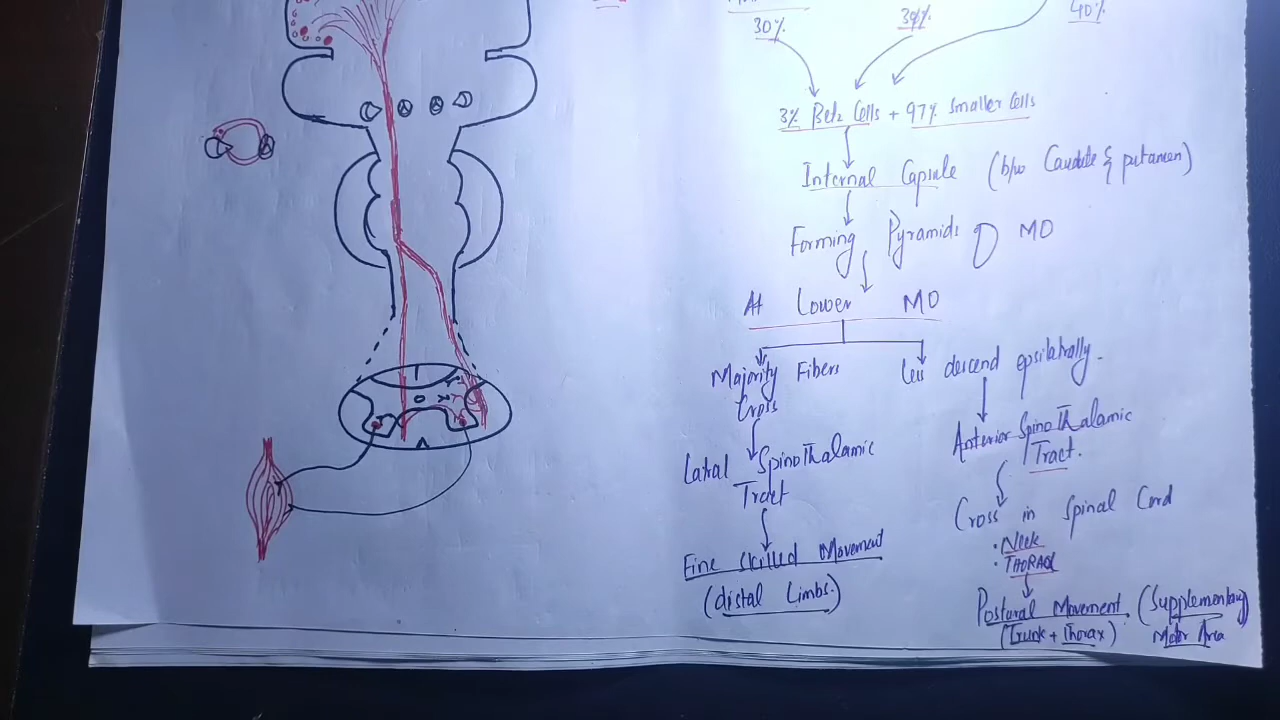 30%
30%
40%
3% Betz Cells + 97% Smaller Cells
Internal Capsule (b/w Caudate & putamen)
Forming Pyramids MO
At Lower MO
Majority Fibers
Cross
less descend epsilatrally.
Latral SpinoThalamic
Tract
Anterior SpinoThalamic
Tract.
Cross in Spinal Cord
• Neck
• THORAX
Fine Skilled Movement
(distal Limbs.)
Postural Movement (Supplementary
(Trunk + Thorax) Motor Area